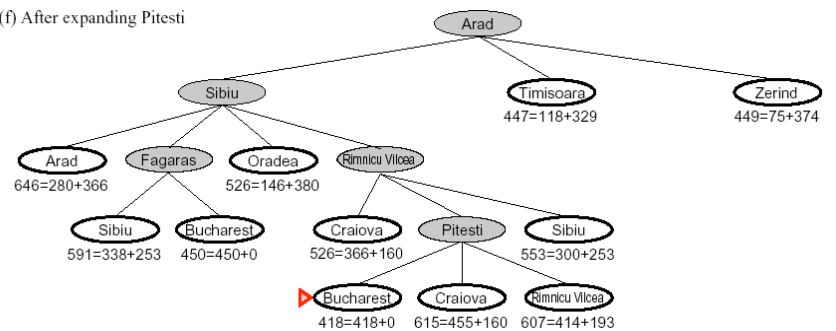 (f) After expanding Pitesti
Arad
Sibiu
Timisoara
Zerind
447=118+329
449=75+374
Arad
Fagaras
Oradea
Rimnicu Vilcea
646=280+366
526=146+380
Sibiu
Bucharest
Craiova
Pitesti
Sibiu
591=338+253
450=450+0
526=366+160
553=300+253
Bucharest
Craiova
Rimnicu Vilcea
418=418+0
615=455+160
607=414+193